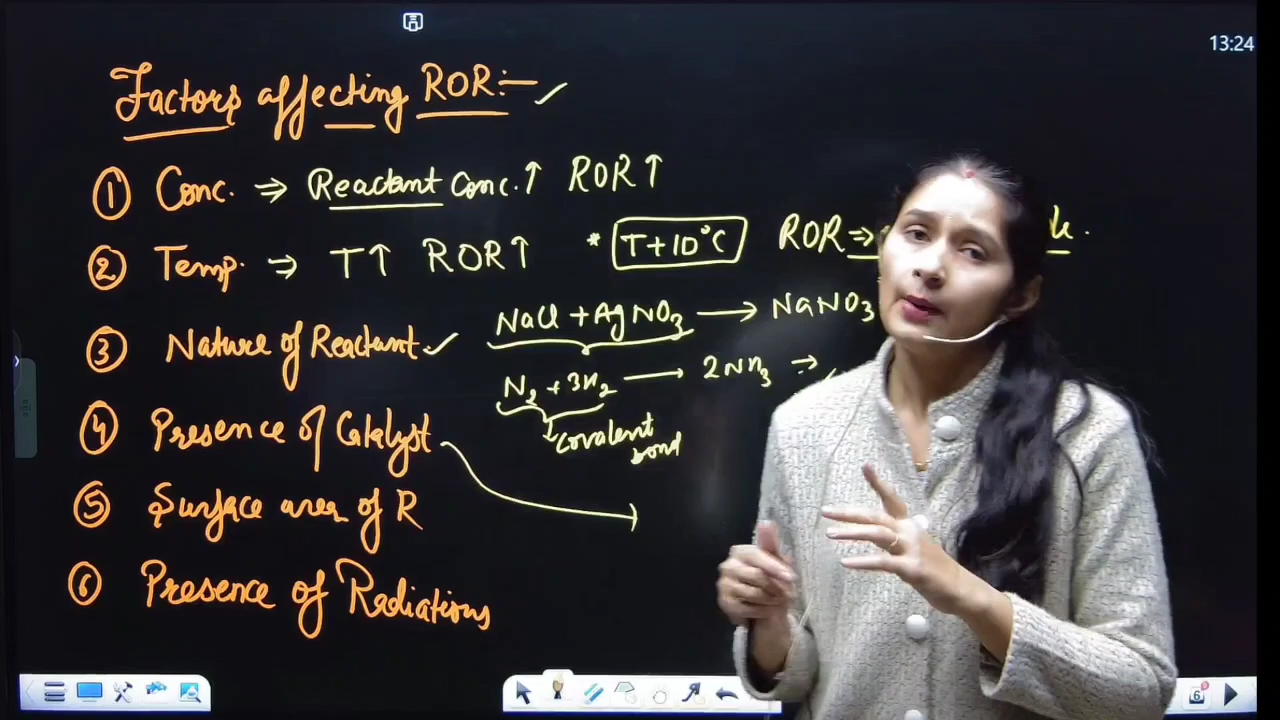 13:24
Factors affecting ROR:-
① Conc. ⇒ Reactant Conc.↑ ROR↑
② Temp. ⇒ T↑ ROR↑ * T+10°C ROR⇒
③ Nature of Reactant ✓ NaCl + AgNO₃ ⟶ NaNO₃
N₂ + 3H₂ ⟶ 2NH₃ ⇒
④ Presence of Catalyst
Covalent
bond
⑤ Surface area of R
⑥ Presence of Radiations
6